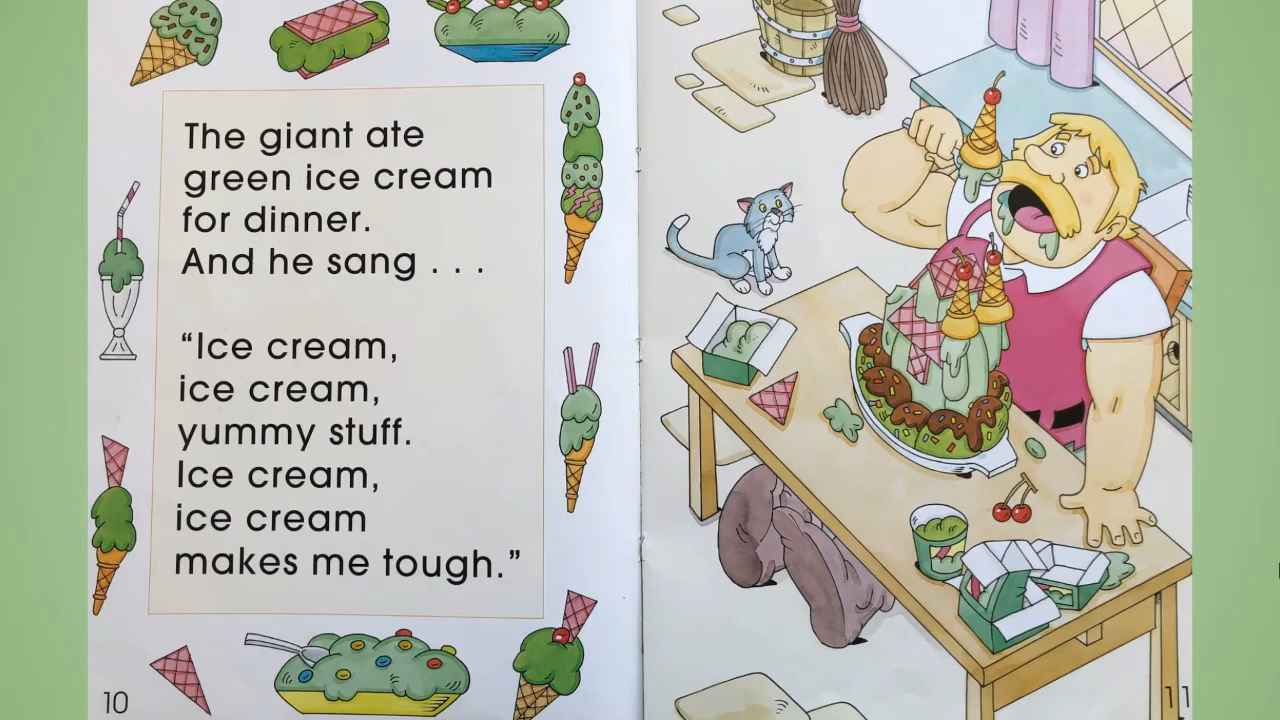 The giant ate
green ice cream
for dinner.
And he sang . . .
“Ice cream,
ice cream,
yummy stuff.
Ice cream,
ice cream
makes me tough.”
10
11